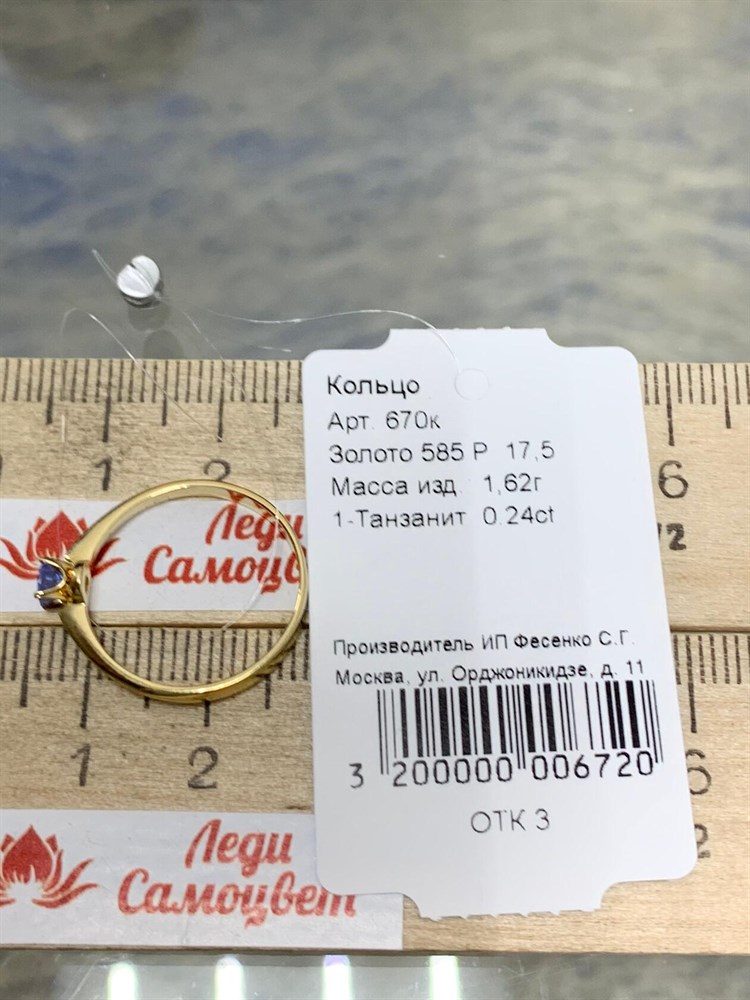 Кольцо
Арт. 670к
Золото 585 Р 17,5
Масса изд. 1,62г
1-Танзанит 0.24ct
Производитель ИП Фесенко С.Г.
Москва, ул. Орджоникидзе, д. 11
3 200000 006720
ОТК 3
1 2 6
Леди
Самоцв
1 2 6
Леди
Самоцвет